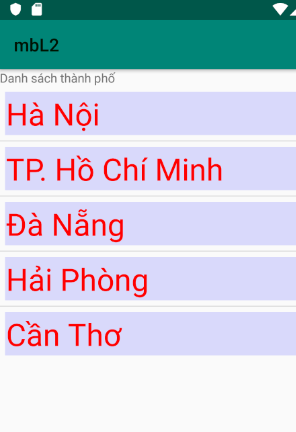 mbL2
Danh sách thành phố
Hà Nội
TP. Hồ Chí Minh
Đà Nẵng
Hải Phòng
Cần Thơ